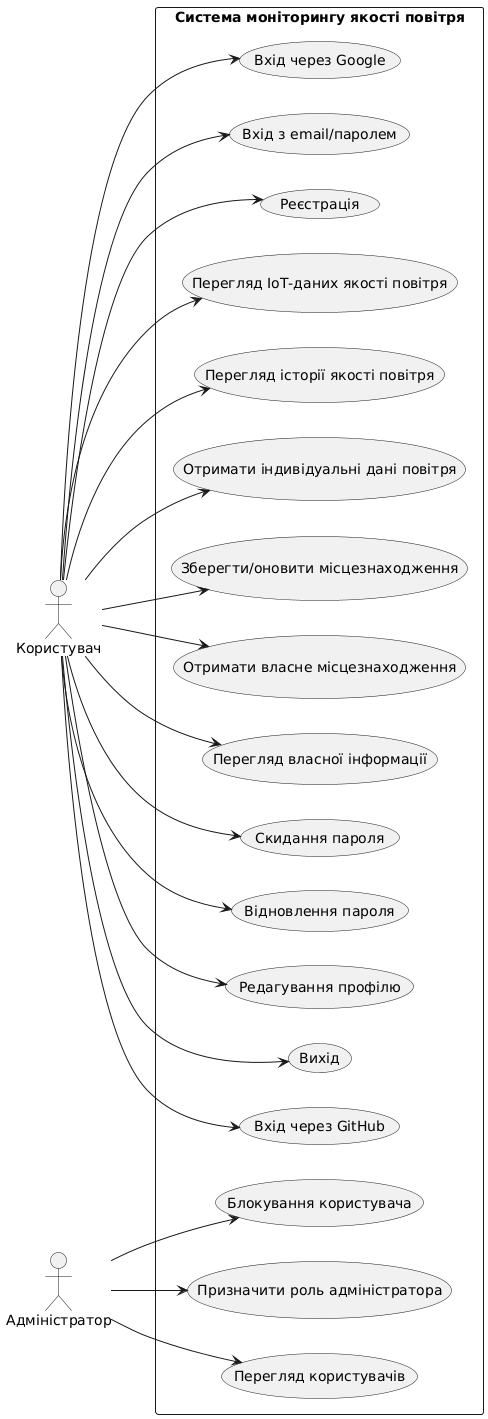 Система моніторингу якості повітря
Вхід через Google
Вхід з email/паролем
Реєстрація
Перегляд IoT-даних якості повітря
Перегляд історії якості повітря
Отримати індивідуальні дані повітря
Зберегти/оновити місцезнаходження
Користувач
Отримати власне місцезнаходження
Перегляд власної інформації
Скидання пароля
Відновлення пароля
Редагування профілю
Вихід
Вхід через GitHub
Блокування користувача
Призначити роль адміністратора
Адміністратор
Перегляд користувачів